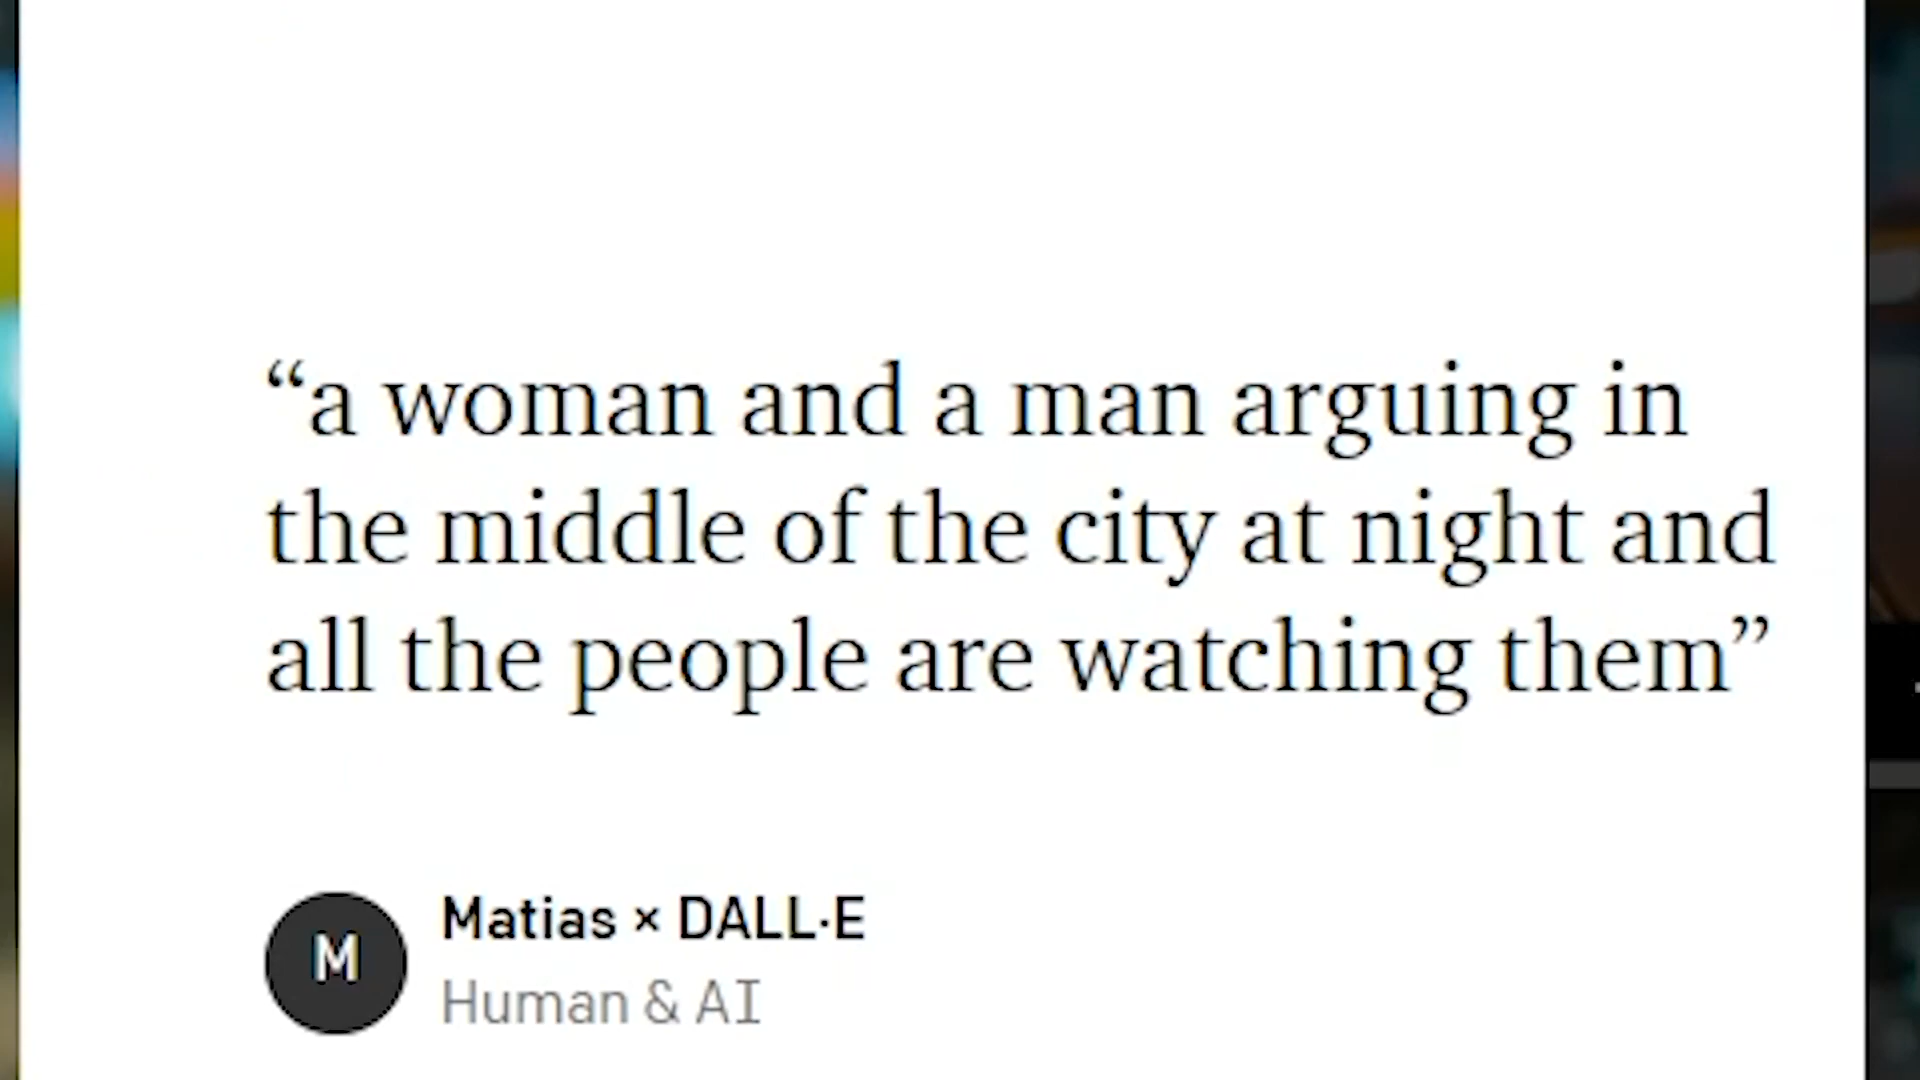 “a woman and a man arguing in
the middle of the city at night and
all the people are watching them”
M
Matias × DALL·E
Human & AI